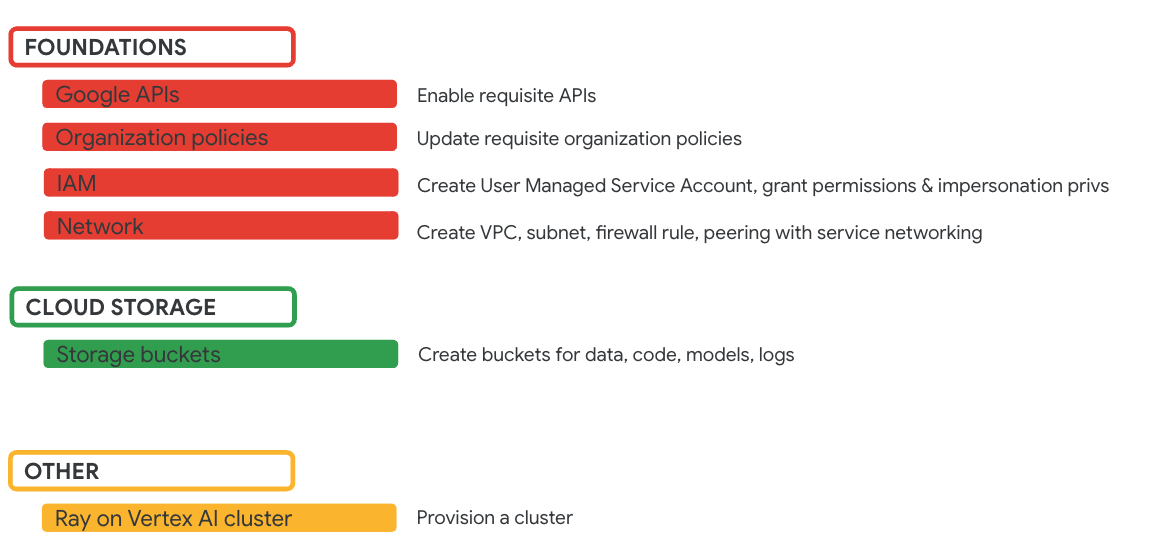 FOUNDATIONS
Google APIs Enable requisite APIs
Organization policies Update requisite organization policies
IAM Create User Managed Service Account, grant permissions & impersonation privs
Network Create VPC, subnet, firewall rule, peering with service networking
CLOUD STORAGE
Storage buckets Create buckets for data, code, models, logs
OTHER
Ray on Vertex AI cluster Provision a cluster